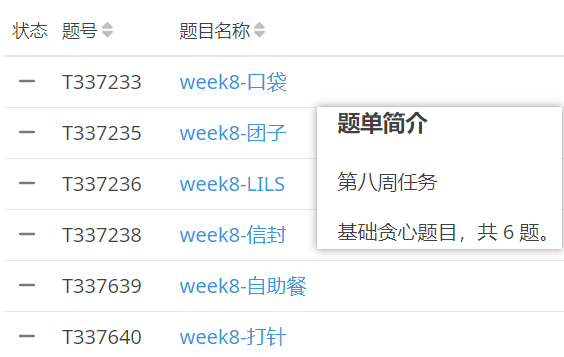 状态 题号 题目名称
T337233 week8-口袋
T337235 week8-团子
T337236 week8-LILS
T337238 week8-信封
T337639 week8-自助餐
T337640 week8-打针
题单简介
第八周任务
基础贪心题目，共 6 题。